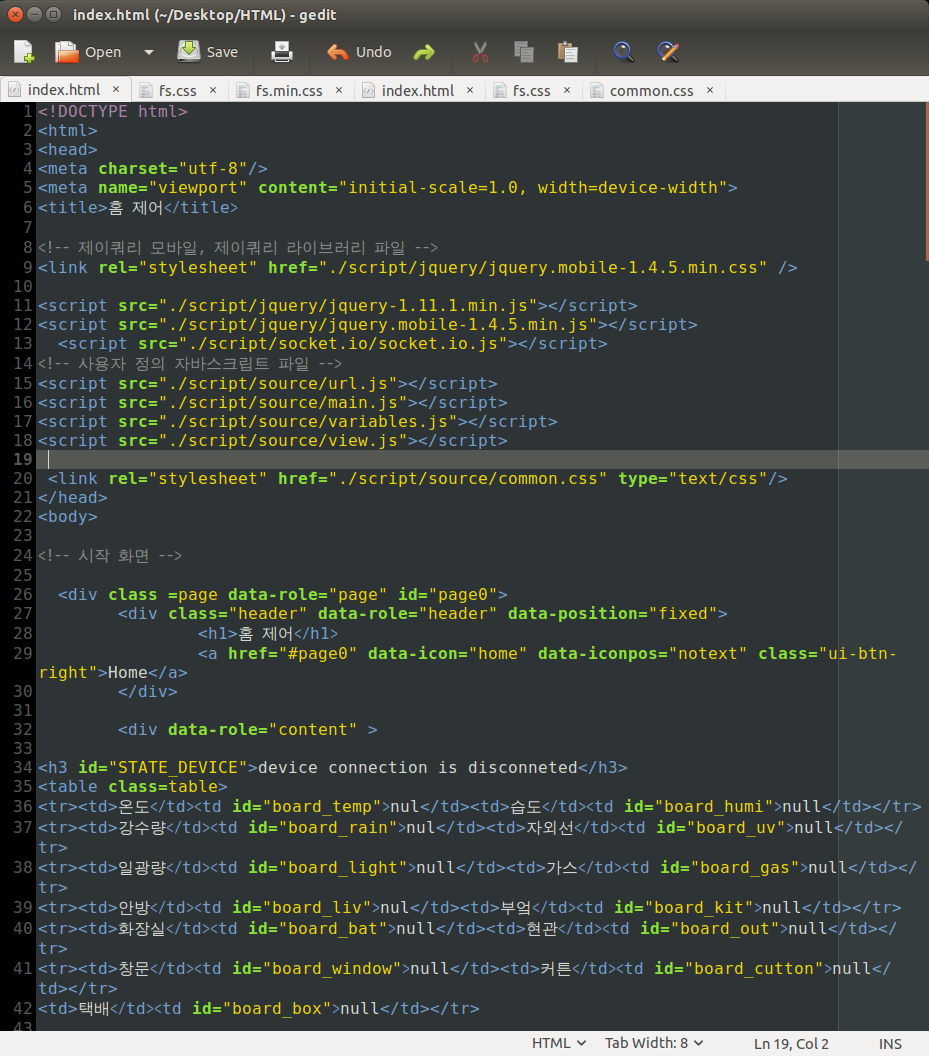 index.html (~/Desktop/HTML) - gedit
Open Save Undo
index.html × fs.css × fs.min.css × index.html × fs.css × common.css ×
1 <!DOCTYPE html>
2 <html>
3 <head>
4 <meta charset="utf-8"/>
5 <meta name="viewport" content="initial-scale=1.0, width=device-width">
6 <title>홈 제어</title>
7
8 <!-- 제이쿼리 모바일, 제이쿼리 라이브러리 파일 -->
9 <link rel="stylesheet" href="./script/jquery/jquery.mobile-1.4.5.min.css" />
10
11 <script src="./script/jquery/jquery-1.11.1.min.js"></script>
12 <script src="./script/jquery/jquery.mobile-1.4.5.min.js"></script>
13 <script src="./script/socket.io/socket.io.js"></script>
14 <!-- 사용자 정의 자바스크립트 파일 -->
15 <script src="./script/source/url.js"></script>
16 <script src="./script/source/main.js"></script>
17 <script src="./script/source/variables.js"></script>
18 <script src="./script/source/view.js"></script>
19
20 <link rel="stylesheet" href="./script/source/common.css" type="text/css"/>
21 </head>
22 <body>
23
24 <!-- 시작 화면 -->
25
26 <div class =page data-role="page" id="page0">
27 <div class="header" data-role="header" data-position="fixed">
28 <h1>홈 제어</h1>
29 <a href="#page0" data-icon="home" data-iconpos="notext" class="ui-btn-
right">Home</a>
30 </div>
31
32 <div data-role="content" >
33
34 <h3 id="STATE_DEVICE">device connection is disconneted</h3>
35 <table class=table>
36 <tr><td>온도</td><td id="board_temp">nul</td><td>습도</td><td id="board_humi">null</td></tr>
37 <tr><td>강수량</td><td id="board_rain">nul</td><td>자외선</td><td id="board_uv">null</td></
tr>
38 <tr><td>일광량</td><td id="board_light">null</td><td>가스</td><td id="board_gas">null</td></
tr>
39 <tr><td>안방</td><td id="board_liv">nul</td><td>부엌</td><td id="board_kit">null</td></tr>
40 <tr><td>화장실</td><td id="board_bat">null</td><td>현관</td><td id="board_out">null</td></
tr>
41 <tr><td>창문</td><td id="board_window">null</td><td>커튼</td><td id="board_cutton">null</
td></tr>
42 <td>택배</td><td id="board_box">null</td></tr>
43
HTML Tab Width: 8 Ln 19, Col 2 INS